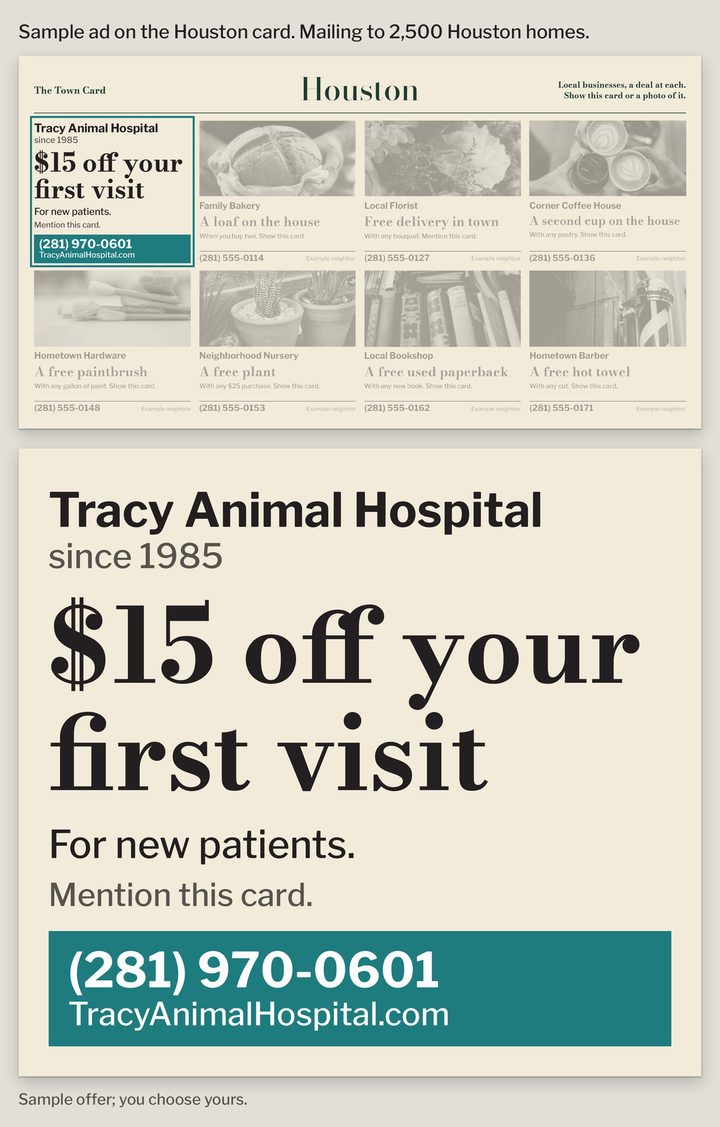 Sample ad on the Houston card. Mailing to 2,500 Houston homes.
The Town Card
Houston
Local businesses, a deal at each.
Show this card or a photo of it.
Tracy Animal Hospital
since 1985
$15 off your
first visit
For new patients.
Mention this card.
(281) 970-0601
TracyAnimalHospital.com
Family Bakery
A loaf on the house
When you buy two. Show this card.
(281) 555-0114 Example neighbor
Local Florist
Free delivery in town
With any bouquet. Mention this card.
(281) 555-0127 Example neighbor
Corner Coffee House
A second cup on the house
With any pastry. Show this card.
(281) 555-0136 Example neighbor
Hometown Hardware
A free paintbrush
With any gallon of paint. Show this card.
(281) 555-0148 Example neighbor
Neighborhood Nursery
A free plant
With any $25 purchase. Show this card.
(281) 555-0153 Example neighbor
Local Bookshop
A free used paperback
With any new book. Show this card.
(281) 555-0162 Example neighbor
Hometown Barber
A free hot towel
With any cut. Show this card.
(281) 555-0171 Example neighbor
Tracy Animal Hospital
since 1985
$15 off your
first visit
For new patients.
Mention this card.
(281) 970-0601
TracyAnimalHospital.com
Sample offer; you choose yours.